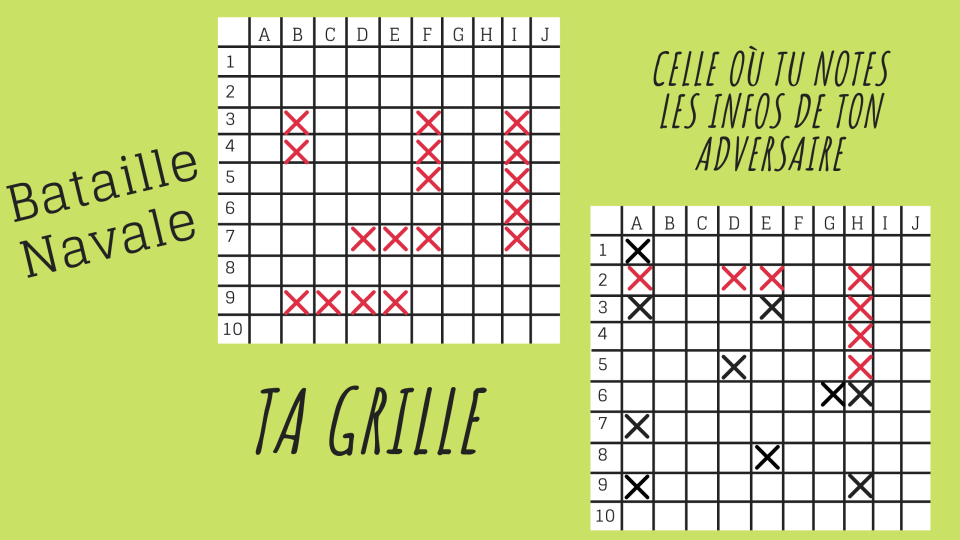 Bataille
Navale
A B C D E F G H I J
1
2
3
4
5
6
7
8
9
10
TA GRILLE
CELLE OÙ TU NOTES
LES INFOS DE TON
ADVERSAIRE
A B C D E F G H I J
1
2
3
4
5
6
7
8
9
10